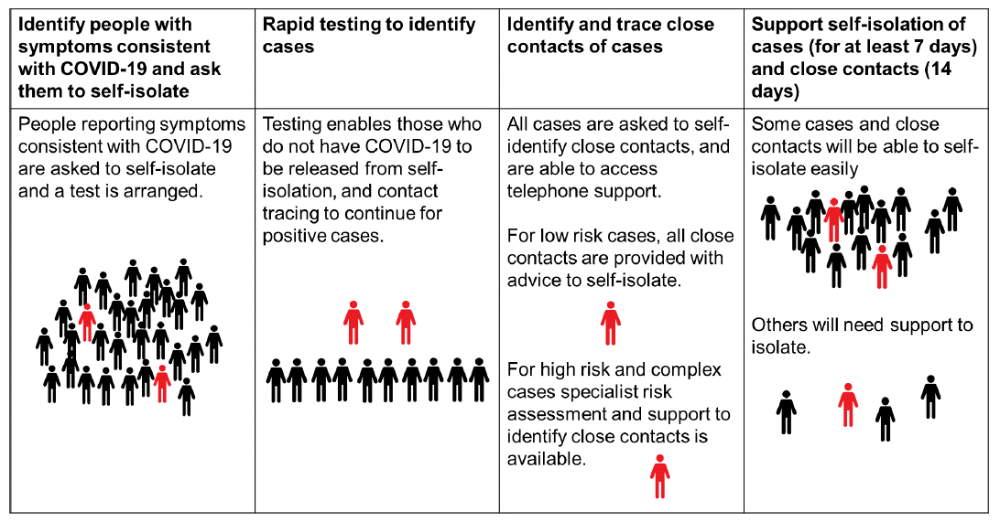 Identify people with
symptoms consistent
with COVID-19 and ask
them to self-isolate
Rapid testing to identify
cases
Identify and trace close
contacts of cases
Support self-isolation of
cases (for at least 7 days)
and close contacts (14
days)
People reporting symptoms
consistent with COVID-19
are asked to self-isolate
and a test is arranged.
Testing enables those who
do not have COVID-19 to
be released from self-
isolation, and contact
tracing to continue for
positive cases.
All cases are asked to self-
identify close contacts, and
are able to access
telephone support.
For low risk cases, all close
contacts are provided with
advice to self-isolate.
For high risk and complex
cases specialist risk
assessment and support to
identify close contacts is
available.
Some cases and close
contacts will be able to self-
isolate easily
Others will need support to
isolate.